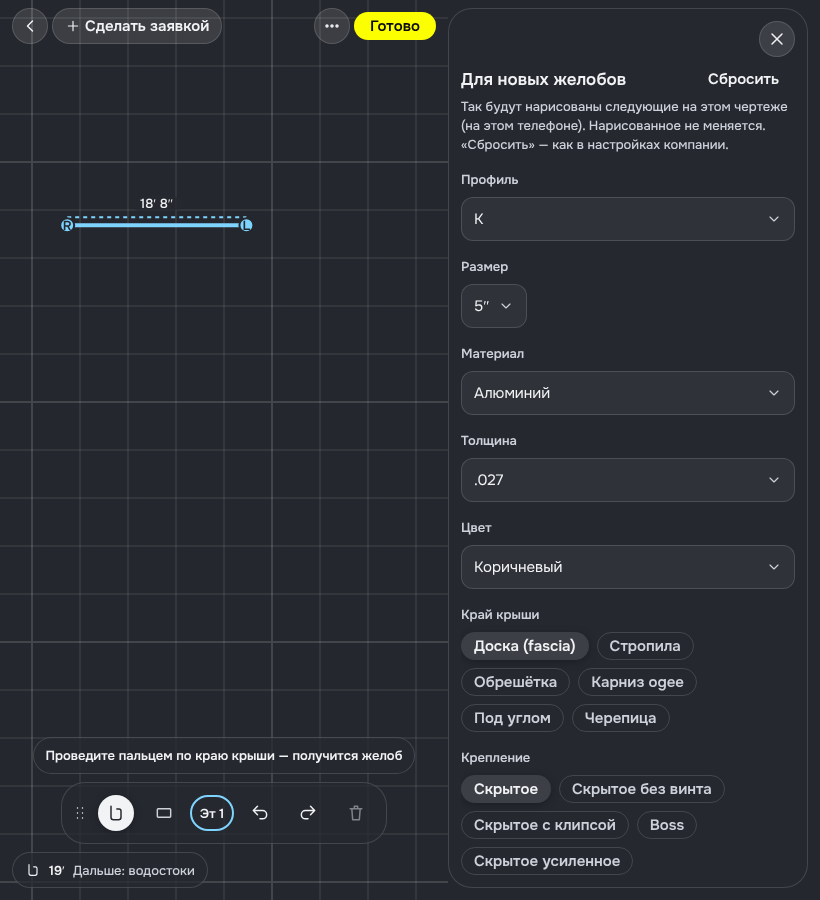 Сделать заявкой
Готово
18′ 8″
R
L
Проведите пальцем по краю крыши — получится желоб
Эт 1
19′ Дальше: водостоки
Для новых желобов
Сбросить
Так будут нарисованы следующие на этом чертеже
(на этом телефоне). Нарисованное не меняется.
«Сбросить» — как в настройках компании.
Профиль
K
Размер
5″
Материал
Алюминий
Толщина
.027
Цвет
Коричневый
Край крыши
Доска (fascia)
Стропила
Обрешётка
Карниз ogee
Под углом
Черепица
Крепление
Скрытое
Скрытое без винта
Скрытое с клипсой
Boss
Скрытое усиленное